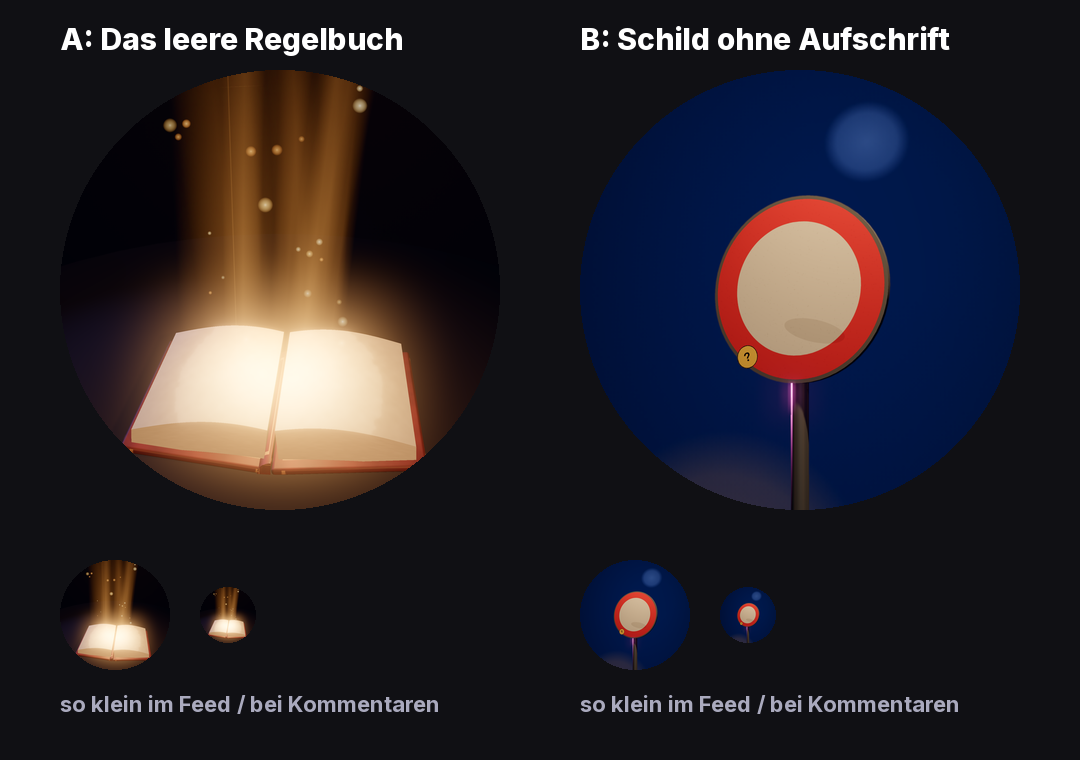 A: Das leere Regelbuch
B: Schild ohne Aufschrift
?
so klein im Feed / bei Kommentaren
so klein im Feed / bei Kommentaren